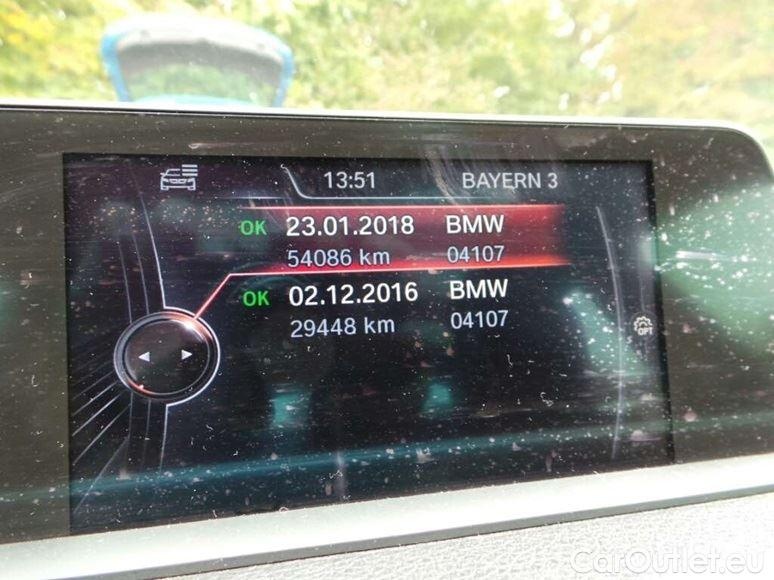 13:51 BAYERN 3
OK 23.01.2018 BMW
54086 km 04107
OK 02.12.2016 BMW
29448 km 04107
OPT
CarOutlet.eu